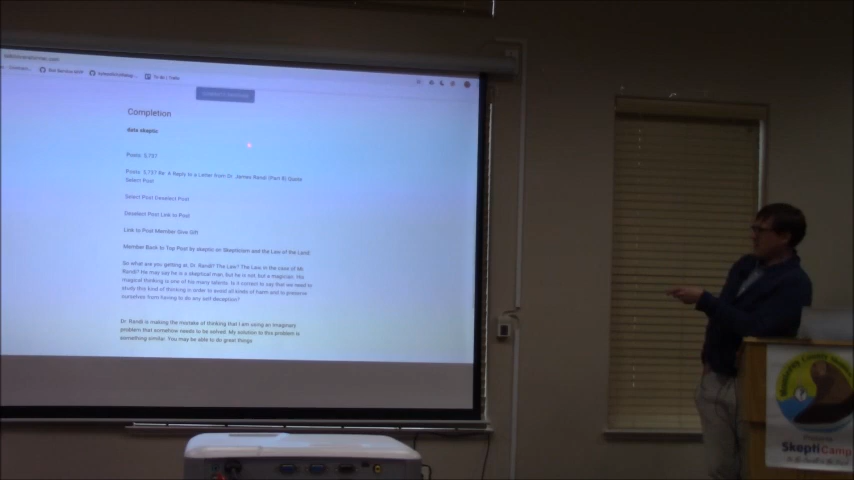 talktotransformer.com
To do | Trello
Completion
data skeptic
Posts: 5,737
Posts: 5,737 Re: A Reply to a Letter from Dr. James Randi (Part B) Quote
Select Post
Select Post Deselect Post
Deselect Post Link to Post
Link to Post Member Give Gift
Member Back to Top Post by skeptic on Skepticism and the Law of the Land
So what are you getting at, Dr. Randi? The Law? The Law in the case of Mr.
Randi? He may say he is a skeptical man, but he is not, but a magician. His
magical thinking is one of his many talents. Is it correct to say that we need to
study this kind of thinking in order to avoid all kinds of harm and to preserve
ourselves from having to do any self deception?
Dr. Randi is making the mistake of thinking that I am using an imaginary
problem that somehow needs to be solved. My solution to this problem is
something similar. You may be able to do great things
Monterey County
Presents
SkeptiCamp